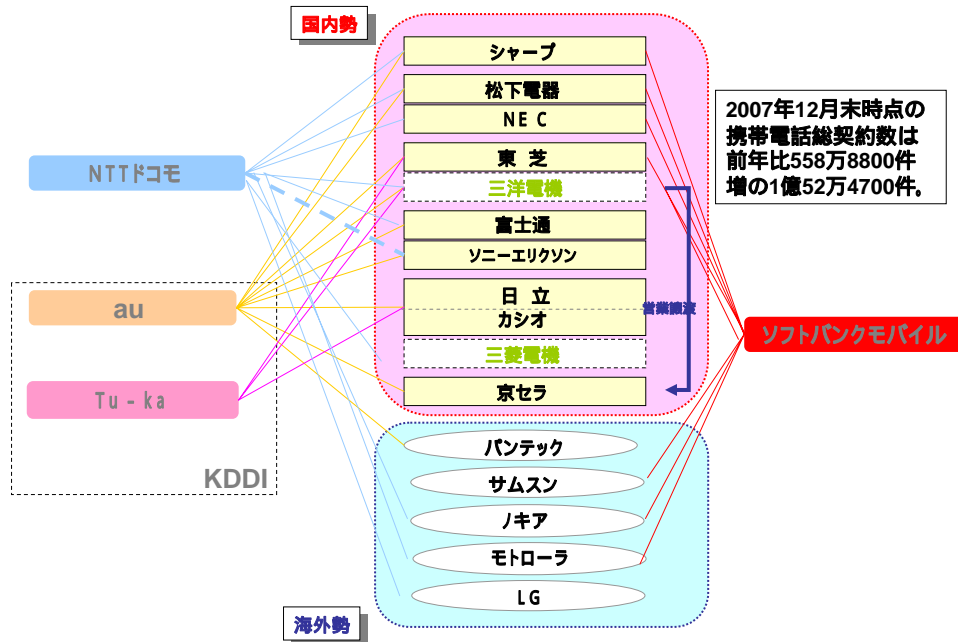 国内勢
シャープ
松下電器
NEC
東芝
三洋電機
富士通
ソニーエリクソン
日立
カシオ
三菱電機
京セラ
営業譲渡
2007年12月末時点の
携帯電話総契約数は
前年比558万8800件
増の1億52万4700件。
NTTドコモ
au
Tu-ka
KDDI
ソフトバンクモバイル
パンテック
サムスン
ノキア
モトローラ
LG
海外勢